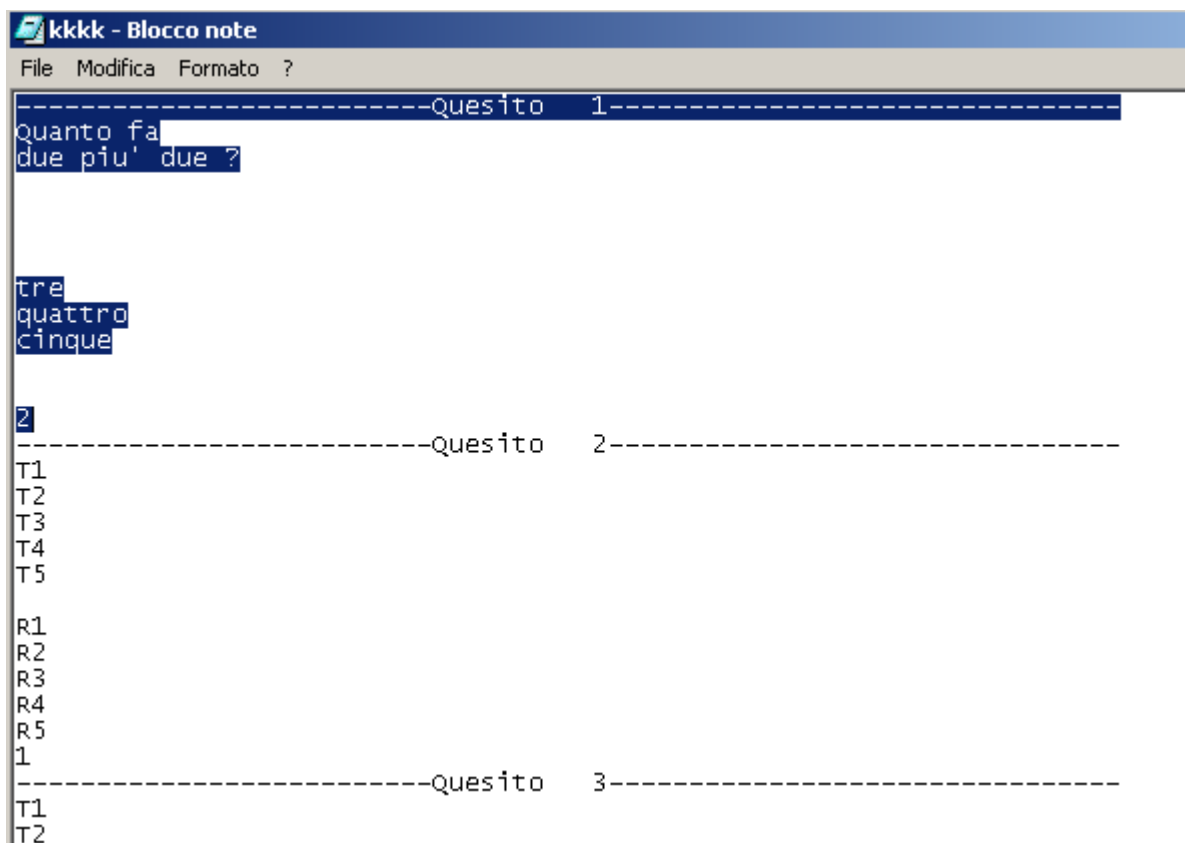 kkkk - Blocco note
File Modifica Formato ?
--------------------------Quesito   1--------------------------------
Quanto fa
due piu' due ?
tre
quattro
cinque
2
--------------------------Quesito   2--------------------------------
T1
T2
T3
T4
T5
R1
R2
R3
R4
R5
1
--------------------------Quesito   3--------------------------------
T1
T2